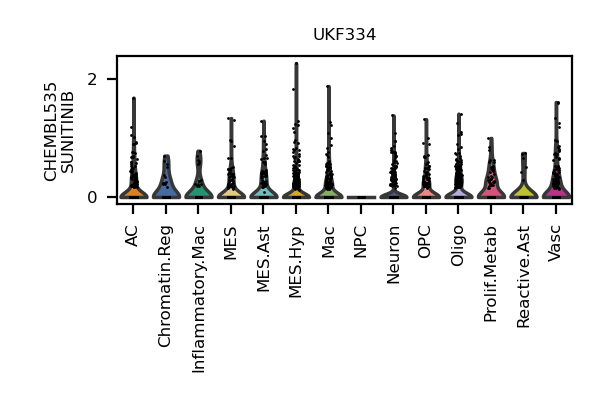 UKF334
CHEMBL535
SUNITINIB
2
0
AC
Chromatin.Reg
Inflammatory.Mac
MES
MES.Ast
MES.Hyp
Mac
NPC
Neuron
OPC
Oligo
Prolif.Metab
Reactive.Ast
Vasc